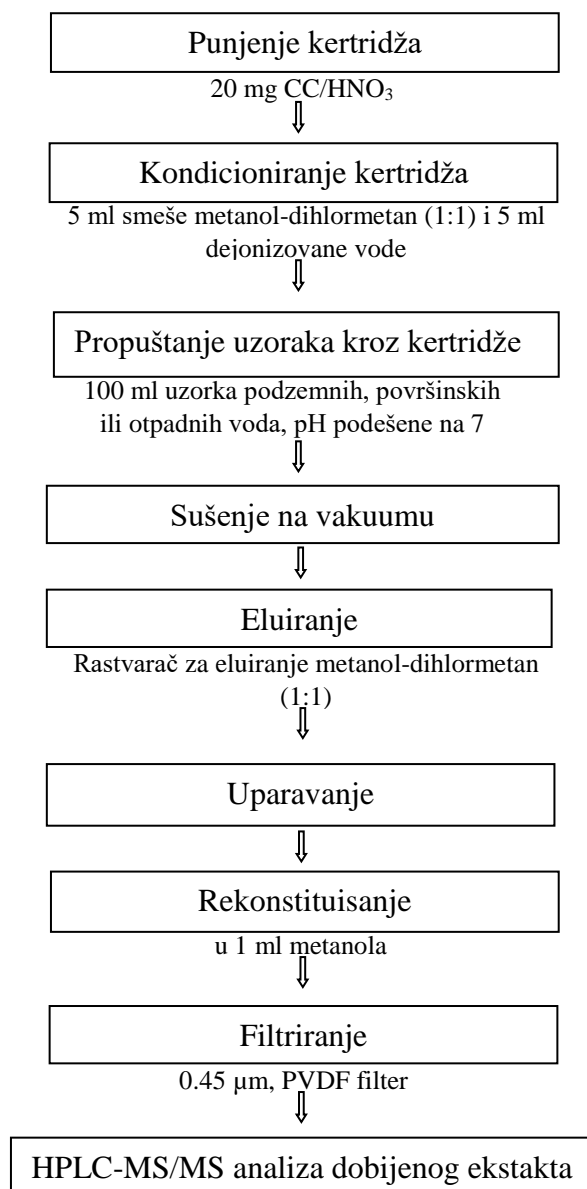 Punjenje kertridža
20 mg CC/HNO₃
Kondicioniranje kertridža
5 ml smeše metanol-dihlormetan (1:1) i 5 ml
dejonizovane vode
Propuštanje uzoraka kroz kertridže
100 ml uzorka podzemnih, površinskih
ili otpadnih voda, pH podešene na 7
Sušenje na vakuumu
Eluiranje
Rastvarač za eluiranje metanol-dihlormetan
(1:1)
Uparavanje
Rekonstituisanje
u 1 ml metanola
Filtriranje
0.45 µm, PVDF filter
HPLC-MS/MS analiza dobijenog ekstakta